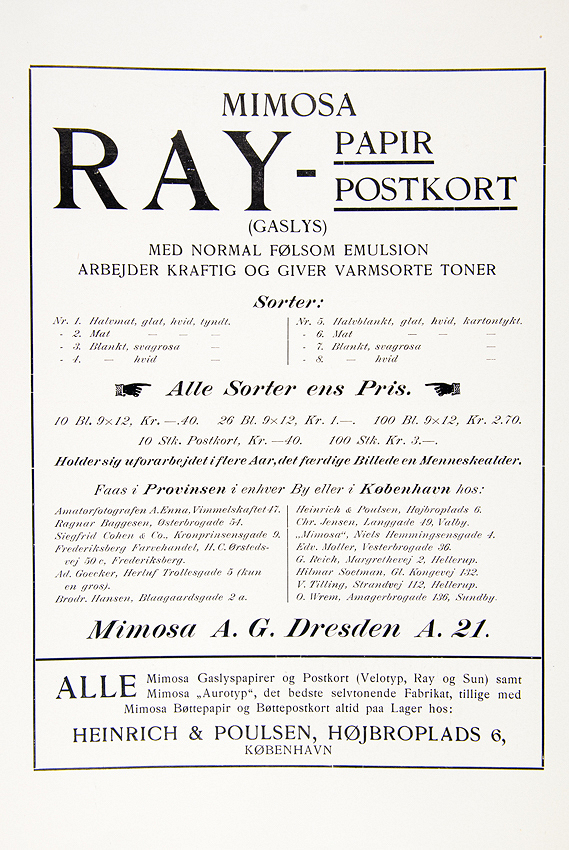 MIMOSA
RAY- PAPIR
POSTKORT
(GASLYS)
MED NORMAL FØLSOM EMULSION
ARBEJDER KRAFTIG OG GIVER VARMSORTE TONER
Sorter:
Nr. 1. Halvmat, glat, hvid, tyndt.
- 2. Mat — — —
- 3. Blankt, svagrosa —
- 4. — hvid —
Nr. 5. Halvblankt, glat, hvid, kartontykt.
- 6. Mat — — —
- 7. Blankt, svagrosa —
- 8. — hvid —
Alle Sorter ens Pris.
10 Bl. 9×12, Kr. —.40. 26 Bl. 9×12, Kr. 1.—. 100 Bl. 9×12, Kr. 2.70.
10 Stk. Postkort, Kr. —40. 100 Stk. Kr. 3.—.
Holder sig uforarbejdet i flere Aar, det færdige Billede en Menneskealder.
Faas i Provinsen i enhver By eller i København hos:
Amatorfotografen A. Enna, Vimmelskaftet 47.
Ragnar Baggesen, Østerbrogade 54.
Siegfrid Cohen & Co., Kronprinsensgade 9.
Frederiksberg Farvehandel, H. C. Ørsteds-
vej 50 c, Frederiksberg.
Ad. Goecker, Herluf Trollesgade 5 (kun
en gros).
Brodr. Hansen, Blaagaardsgade 2 a.
Heinrich & Poulsen, Højbroplads 6.
Chr. Jensen, Langgade 49, Valby.
„Mimosa“, Niels Hemmingsensgade 4.
Edv. Møller, Vesterbrogade 36.
G. Reich, Margrethevej 2, Hellerup.
Hilmar Soetman, Gl. Kongevej 132.
V. Tilling, Strandvej 112, Hellerup.
O. Wrem, Amagerbrogade 136, Sundby.
Mimosa A. G. Dresden A. 21.
ALLE Mimosa Gaslyspapirer og Postkort (Velotyp, Ray og Sun) samt
Mimosa „Aurotyp“, det bedste selvtonende Fabrikat, tillige med
Mimosa Bøttepapir og Bøttepostkort altid paa Lager hos:
HEINRICH & POULSEN, HØJBROPLADS 6,
KØBENHAVN